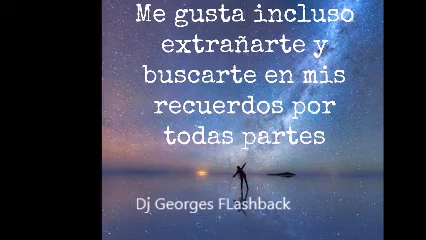 Me gusta incluso
extrañarte y
buscarte en mis
recuerdos por
todas partes
Dj Georges FLashback